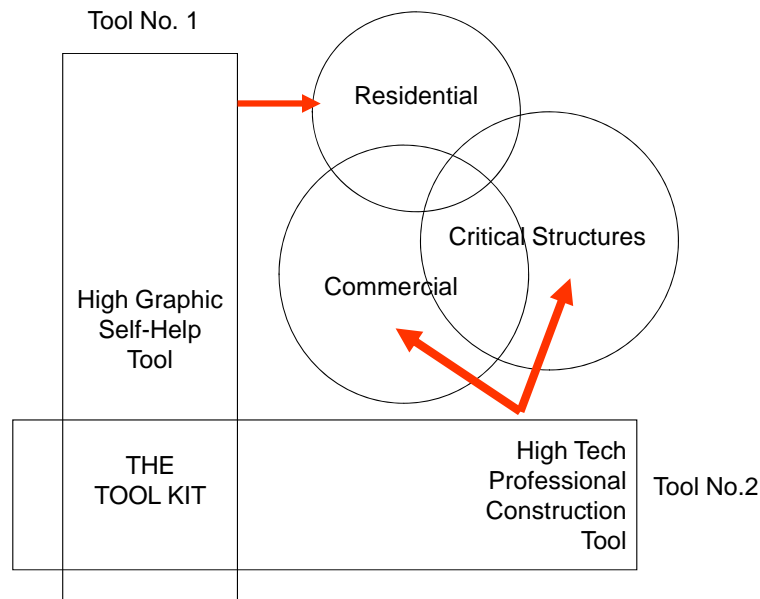 Tool No. 1
Residential
Critical Structures
Commercial
High Graphic
Self-Help
Tool
THE
TOOL KIT
High Tech
Professional
Construction
Tool
Tool No.2